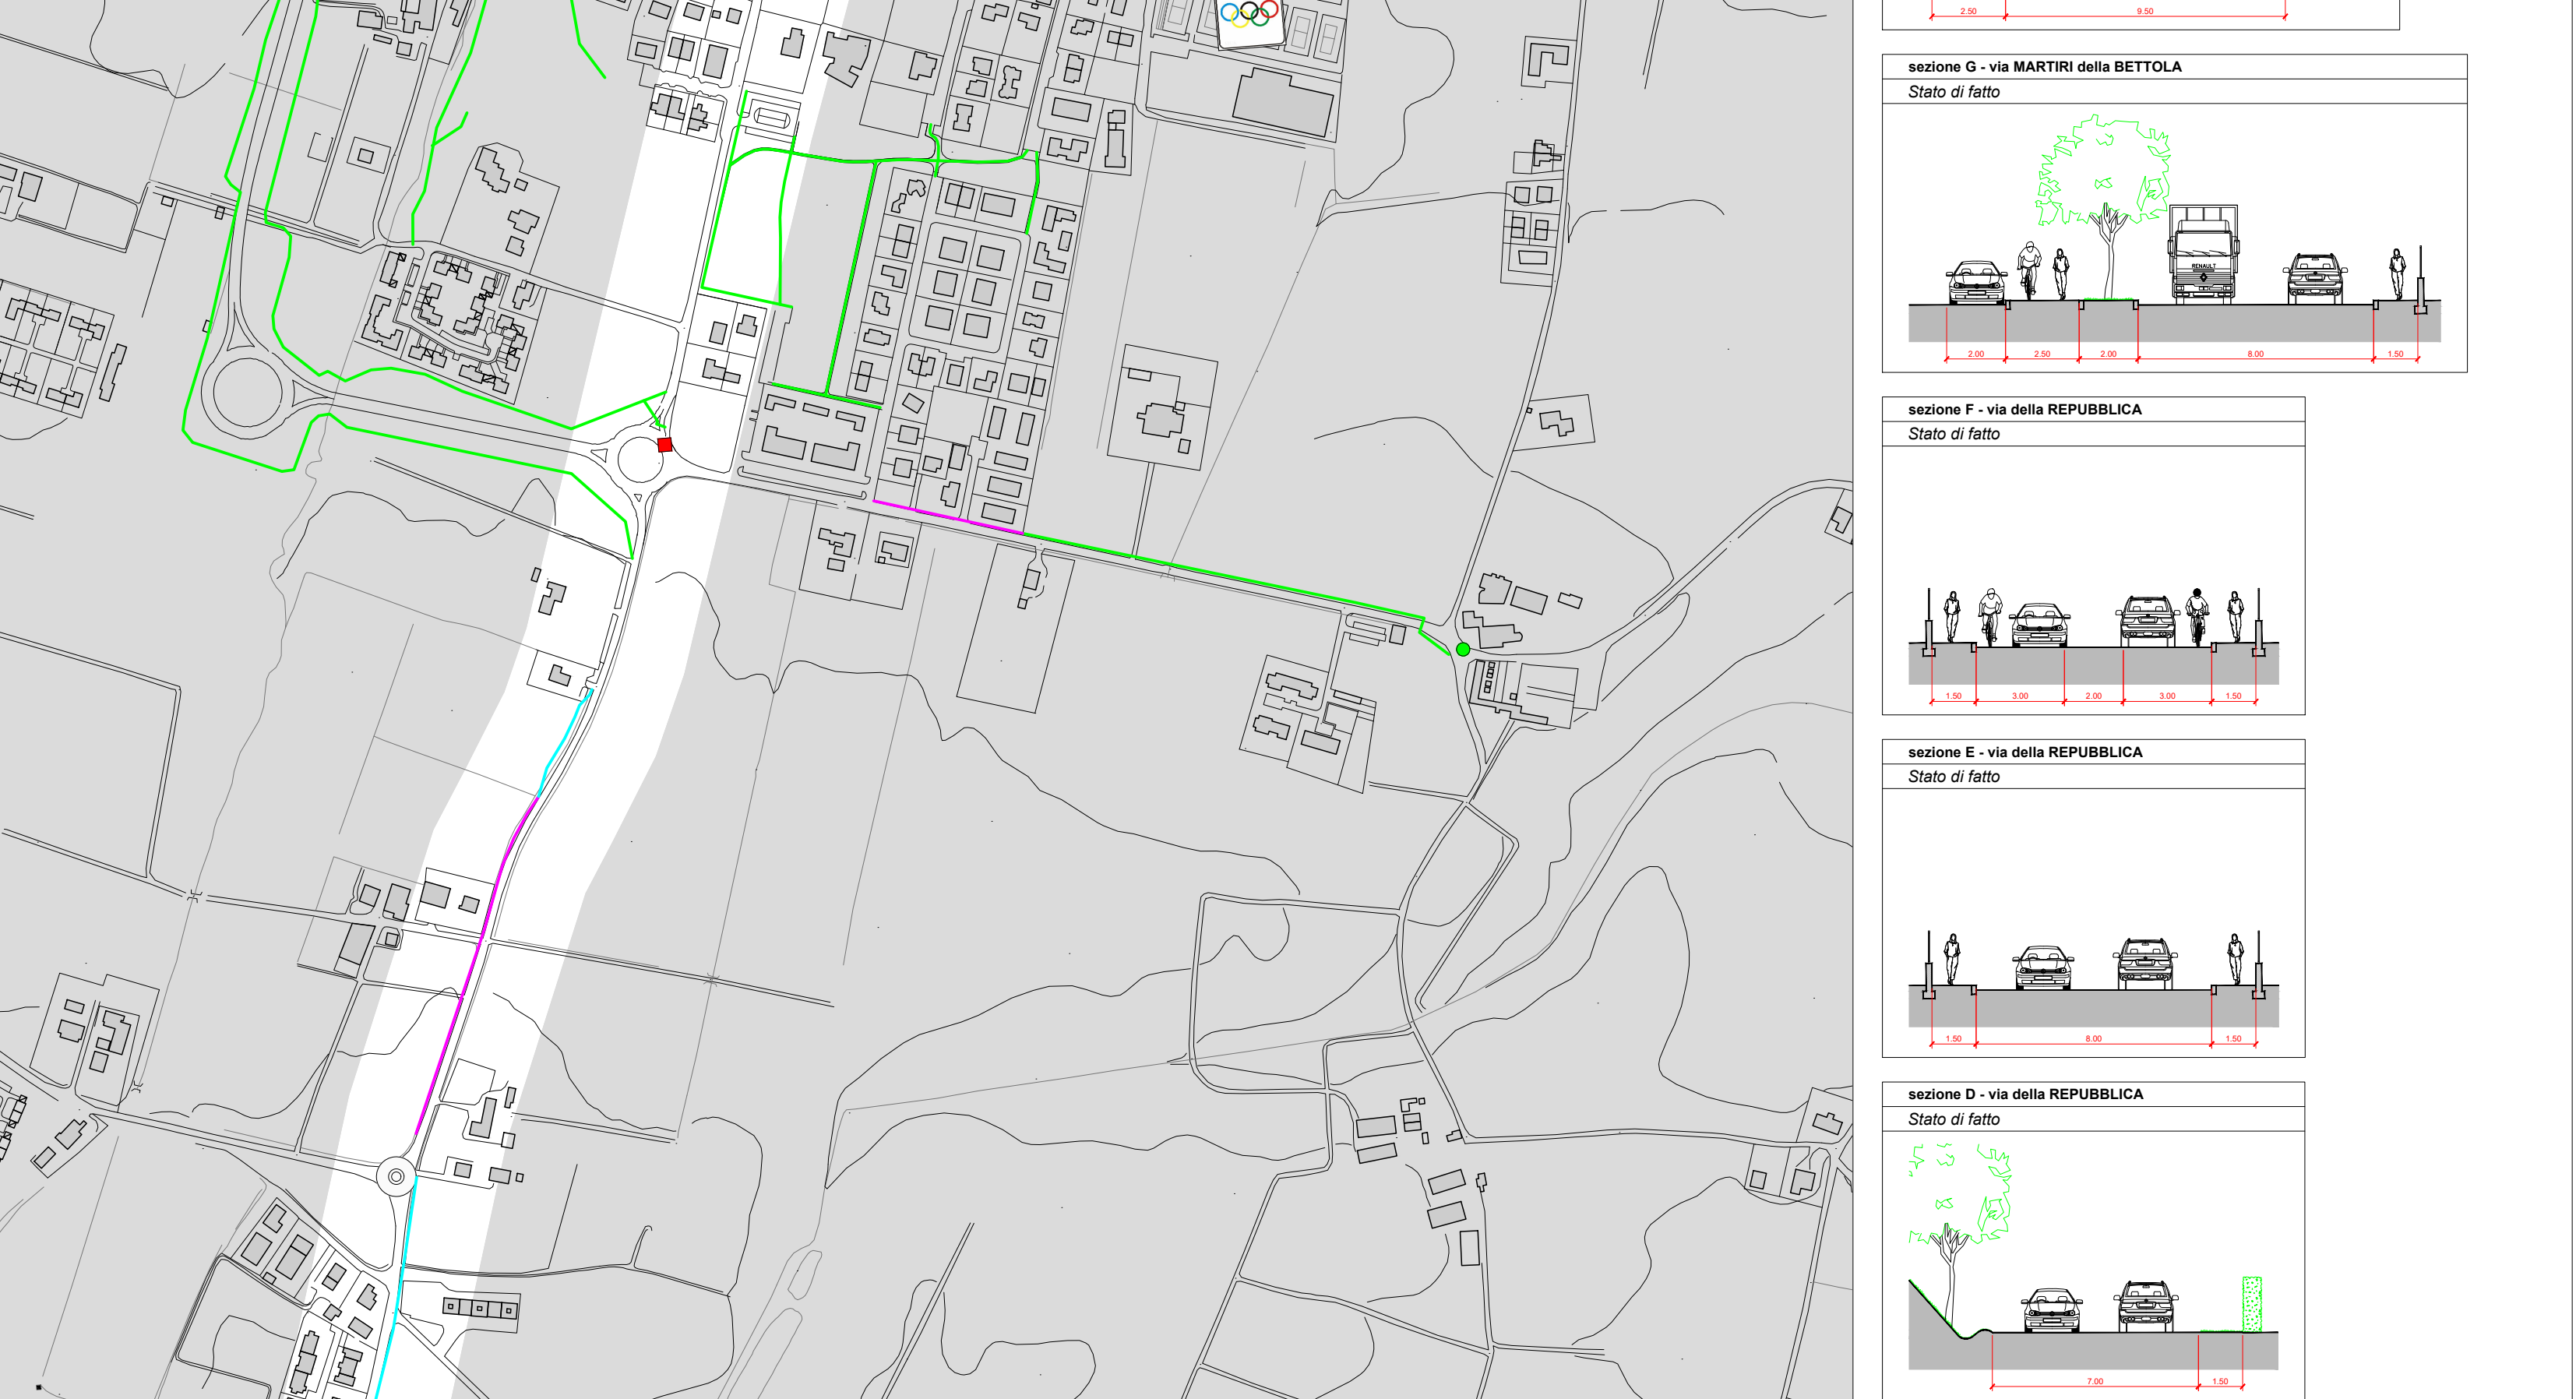 2.50 9.50
sezione G - via MARTIRI della BETTOLA
Stato di fatto
RENAULT
2.00 2.50 2.00 8.00 1.50
sezione F - via della REPUBBLICA
Stato di fatto
1.50 3.00 2.00 3.00 1.50
sezione E - via della REPUBBLICA
Stato di fatto
1.50 8.00 1.50
sezione D - via della REPUBBLICA
Stato di fatto
7.00 1.50